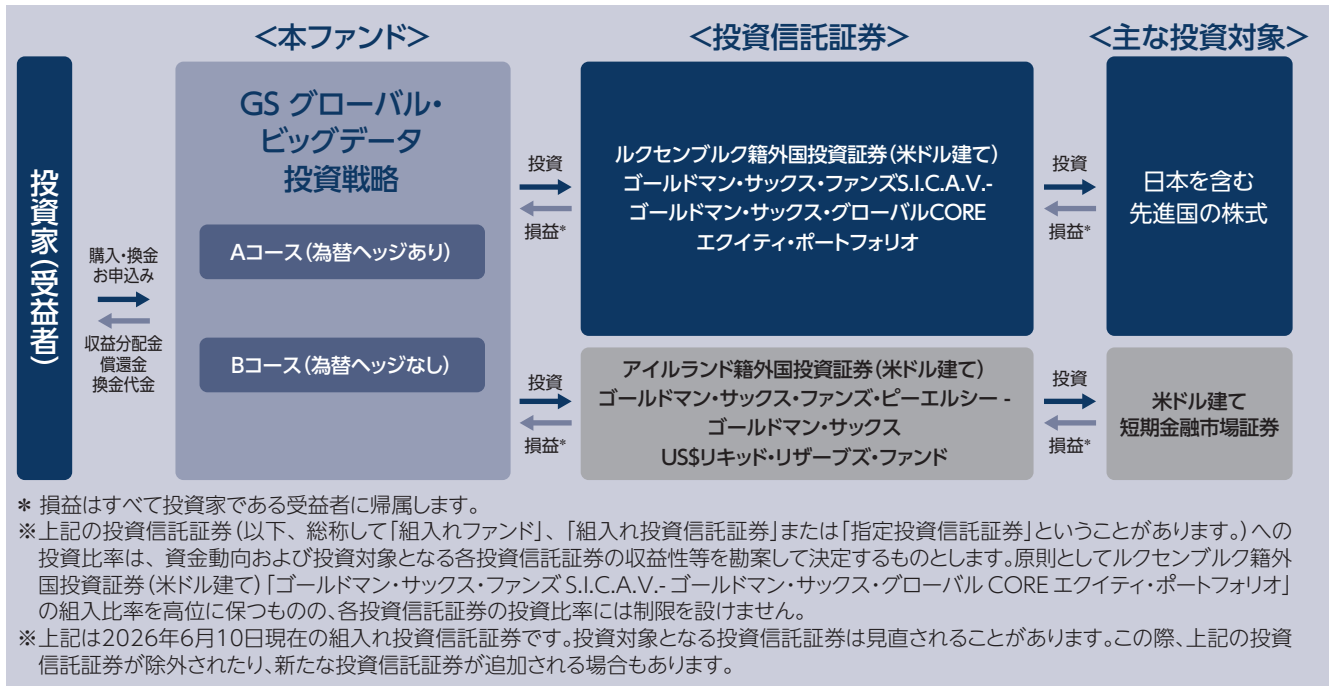 <本ファンド>
<投資信託証券>
<主な投資対象>
投資家(受益者)
購入・換金
お申込み
収益分配金
償還金
換金代金
GS グローバル・
ビッグデータ
投資戦略
Aコース(為替ヘッジあり)
Bコース(為替ヘッジなし)
投資
損益*
ルクセンブルク籍外国投資証券(米ドル建て)
ゴールドマン・サックス・ファンズS.I.C.A.V.-
ゴールドマン・サックス・グローバルCORE
エクイティ・ポートフォリオ
投資
損益*
日本を含む
先進国の株式
投資
損益*
アイルランド籍外国投資証券(米ドル建て)
ゴールドマン・サックス・ファンズ・ピーエルシー -
ゴールドマン・サックス
US$リキッド・リザーブズ・ファンド
投資
損益*
米ドル建て
短期金融市場証券
* 損益はすべて投資家である受益者に帰属します。
※上記の投資信託証券(以下、総称して「組入れファンド」、「組入れ投資信託証券」または「指定投資信託証券」ということがあります。)への
投資比率は、資金動向および投資対象となる各投資信託証券の収益性等を勘案して決定するものとします。原則としてルクセンブルク籍外
国投資証券(米ドル建て)「ゴールドマン・サックス・ファンズ S.I.C.A.V.- ゴールドマン・サックス・グローバル CORE エクイティ・ポートフォリオ」
の組入比率を高位に保つものの、各投資信託証券の投資比率には制限を設けません。
※上記は2026年6月10日現在の組入れ投資信託証券です。投資対象となる投資信託証券は見直されることがあります。この際、上記の投資
信託証券が除外されたり、新たな投資信託証券が追加される場合もあります。